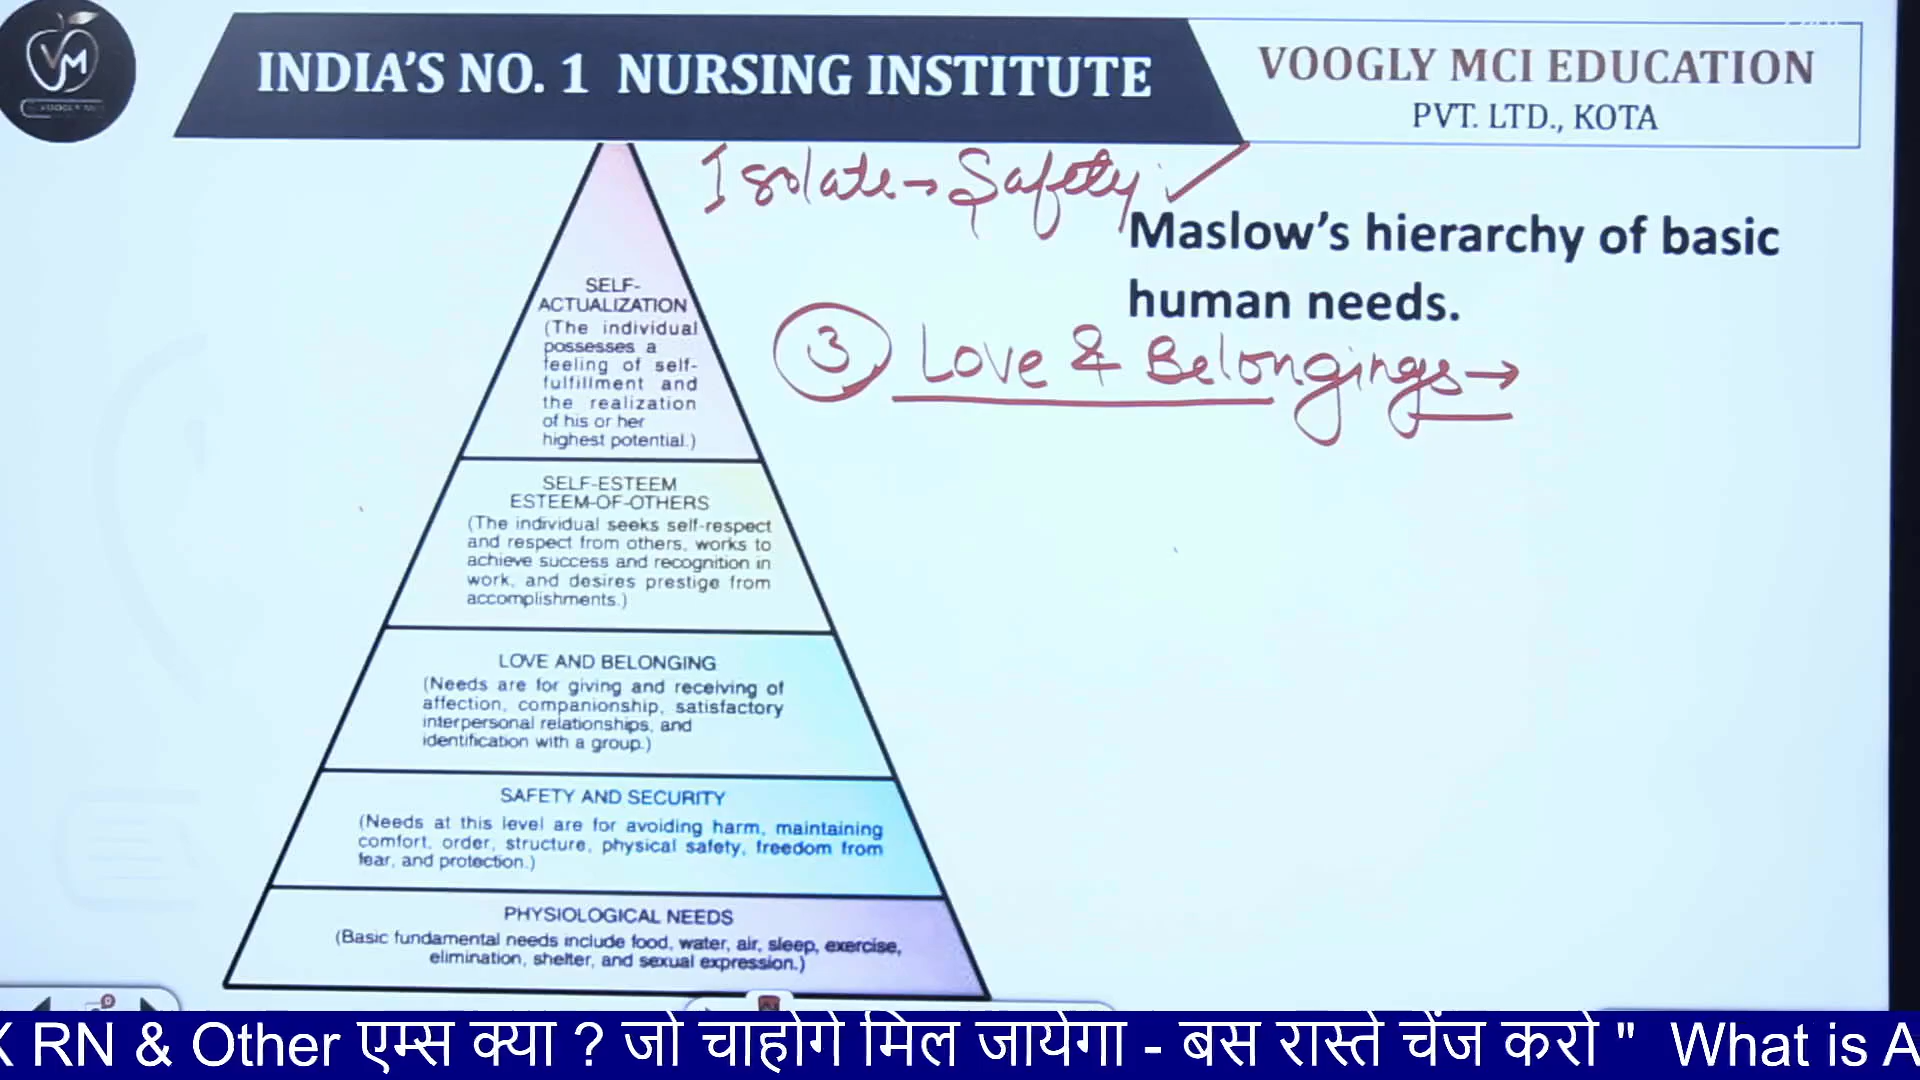 VM
VOOGLY MCI
INDIA’S NO. 1 NURSING INSTITUTE
VOOGLY MCI EDUCATION
PVT. LTD., KOTA
Isolate→ Safety
Maslow’s hierarchy of basic
human needs.
3 Love & Belongings→
SELF-
ACTUALIZATION
(The individual
possesses a
feeling of self-
fulfillment and
the realization
of his or her
highest potential.)
SELF-ESTEEM
ESTEEM-OF-OTHERS
(The individual seeks self-respect
and respect from others, works to
achieve success and recognition in
work, and desires prestige from
accomplishments.)
LOVE AND BELONGING
(Needs are for giving and receiving of
affection, companionship, satisfactory
interpersonal relationships, and
identification with a group.)
SAFETY AND SECURITY
(Needs at this level are for avoiding harm, maintaining
comfort, order, structure, physical safety, freedom from
fear, and protection.)
PHYSIOLOGICAL NEEDS
(Basic fundamental needs include food, water, air, sleep, exercise,
elimination, shelter, and sexual expression.)
X RN & Other एम्स क्या ? जो चाहोगे मिल जायेगा - बस रास्ते चेंज करो " What is A